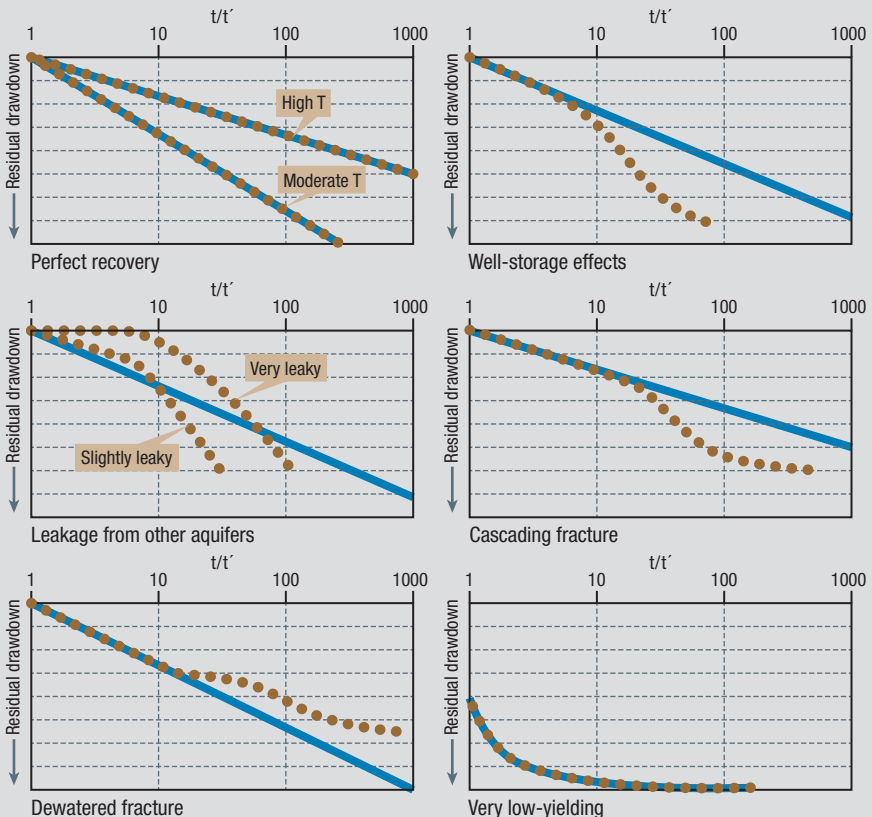 t/t´
1 10 100 1000
Residual drawdown
High T
Moderate T
Perfect recovery
t/t´
1 10 100 1000
Residual drawdown
Well-storage effects
t/t´
1 10 100 1000
Residual drawdown
Very leaky
Slightly leaky
Leakage from other aquifers
t/t´
1 10 100 1000
Residual drawdown
Cascading fracture
t/t´
1 10 100 1000
Residual drawdown
Dewatered fracture
t/t´
1 10 100 1000
Residual drawdown
Very low-yielding